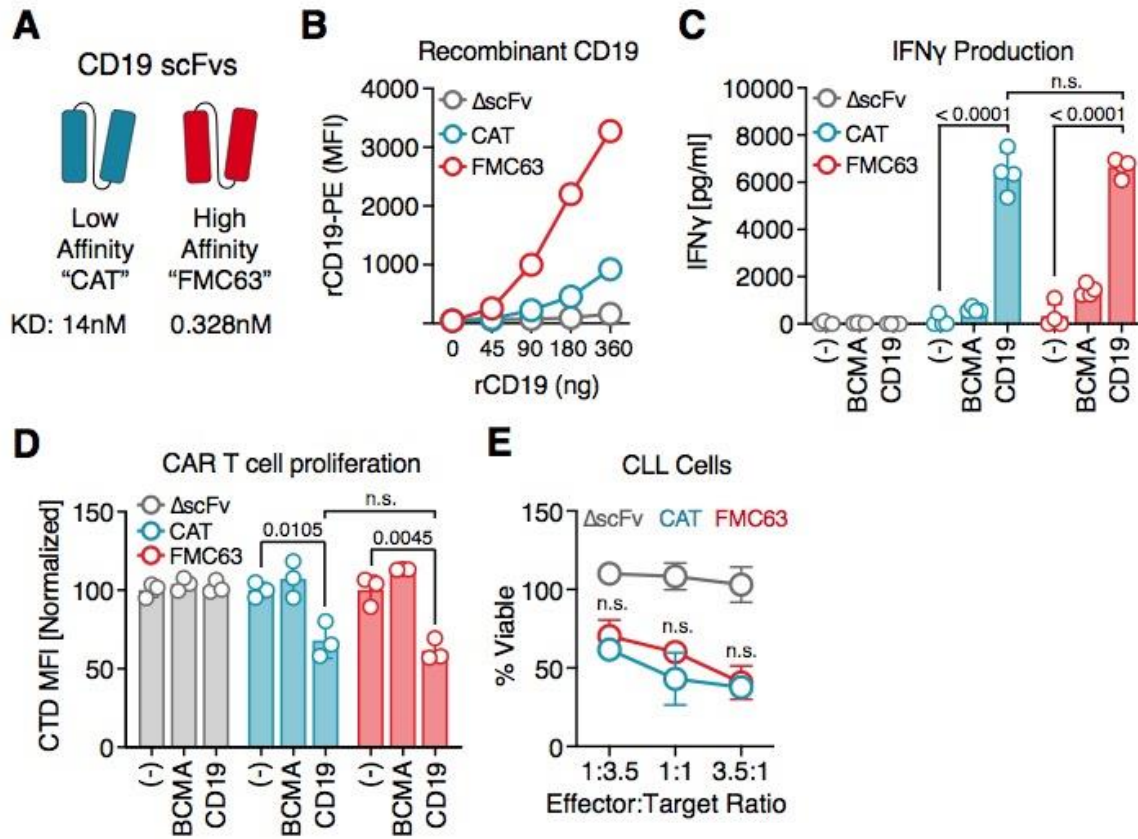 A
CD19 scFvs
Low
Affinity
"CAT"
High
Affinity
"FMC63"
KD: 14nM
0.328nM
B
Recombinant CD19
ΔscFv
CAT
FMC63
rCD19-PE (MFI)
4000
3000
2000
1000
0 45 90 180 360
rCD19 (ng)
C
IFNγ Production
ΔscFv
CAT
FMC63
n.s.
< 0.0001
< 0.0001
IFNγ [pg/ml]
10000
8000
6000
4000
2000
0
(-) BCMA CD19 (-) BCMA CD19 (-) BCMA CD19
D
CAR T cell proliferation
ΔscFv
CAT
FMC63
n.s.
0.0105
0.0045
CTD MFI [Normalized]
150
100
50
0
(-) BCMA CD19 (-) BCMA CD19 (-) BCMA CD19
E
CLL Cells
ΔscFv CAT FMC63
% Viable
150
100
50
0
n.s.
n.s.
n.s.
1:3.5 1:1 3.5:1
Effector:Target Ratio